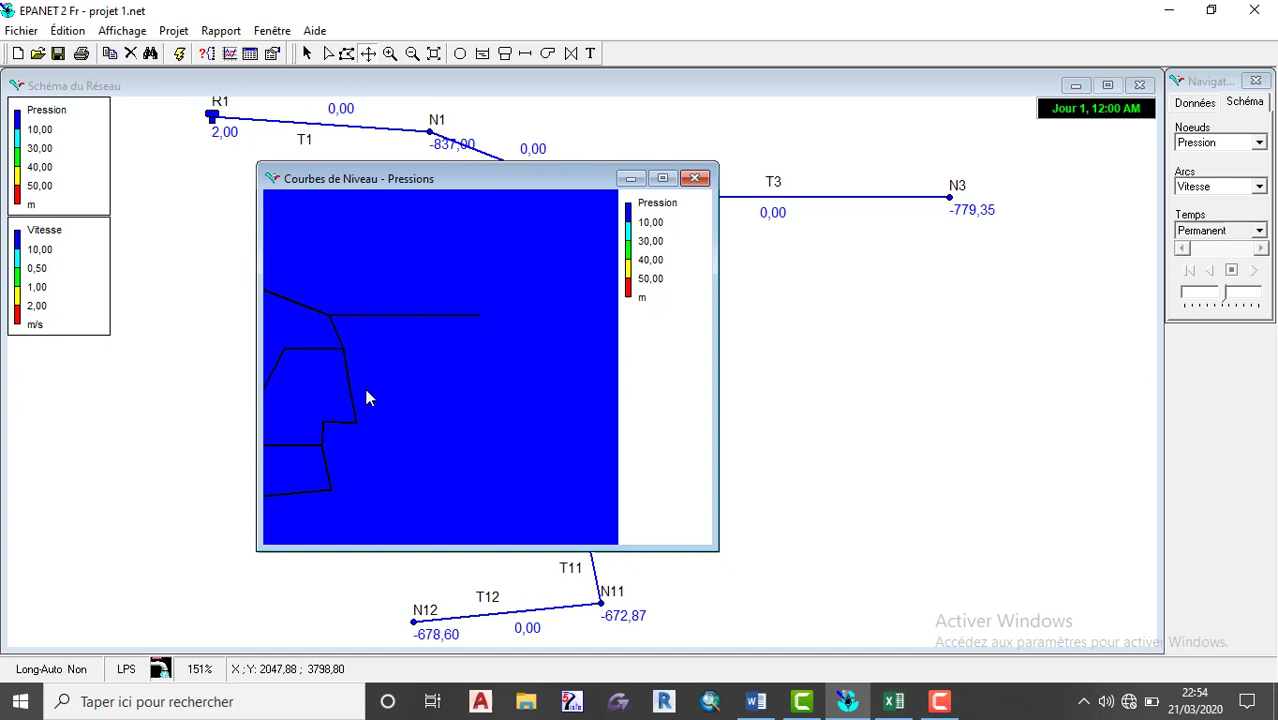 EPANET 2 Fr - projet 1.net
Fichier Édition Affichage Projet Rapport Fenêtre Aide
Schéma du Réseau
Pression
10,00
30,00
40,00
50,00
m
Vitesse
10,00
0,50
1,00
2,00
m/s
R1
2,00
0,00
T1
N1
-837,00
0,00
Jour 1, 12:00 AM
T3
0,00
N3
-779,35
Courbes de Niveau - Pressions
Pression
10,00
30,00
40,00
50,00
m
T11
N11
-672,87
T12
0,00
N12
-678,60
Navigat...
Données Schéma
Noeuds
Pression
Arcs
Vitesse
Temps
Permanent
Activer Windows
Accédez aux paramètres pour activer Windows.
Long-Auto Non LPS 151% X ; Y: 2047,88 ; 3798,80
Taper ici pour rechercher
22:54
21/03/2020